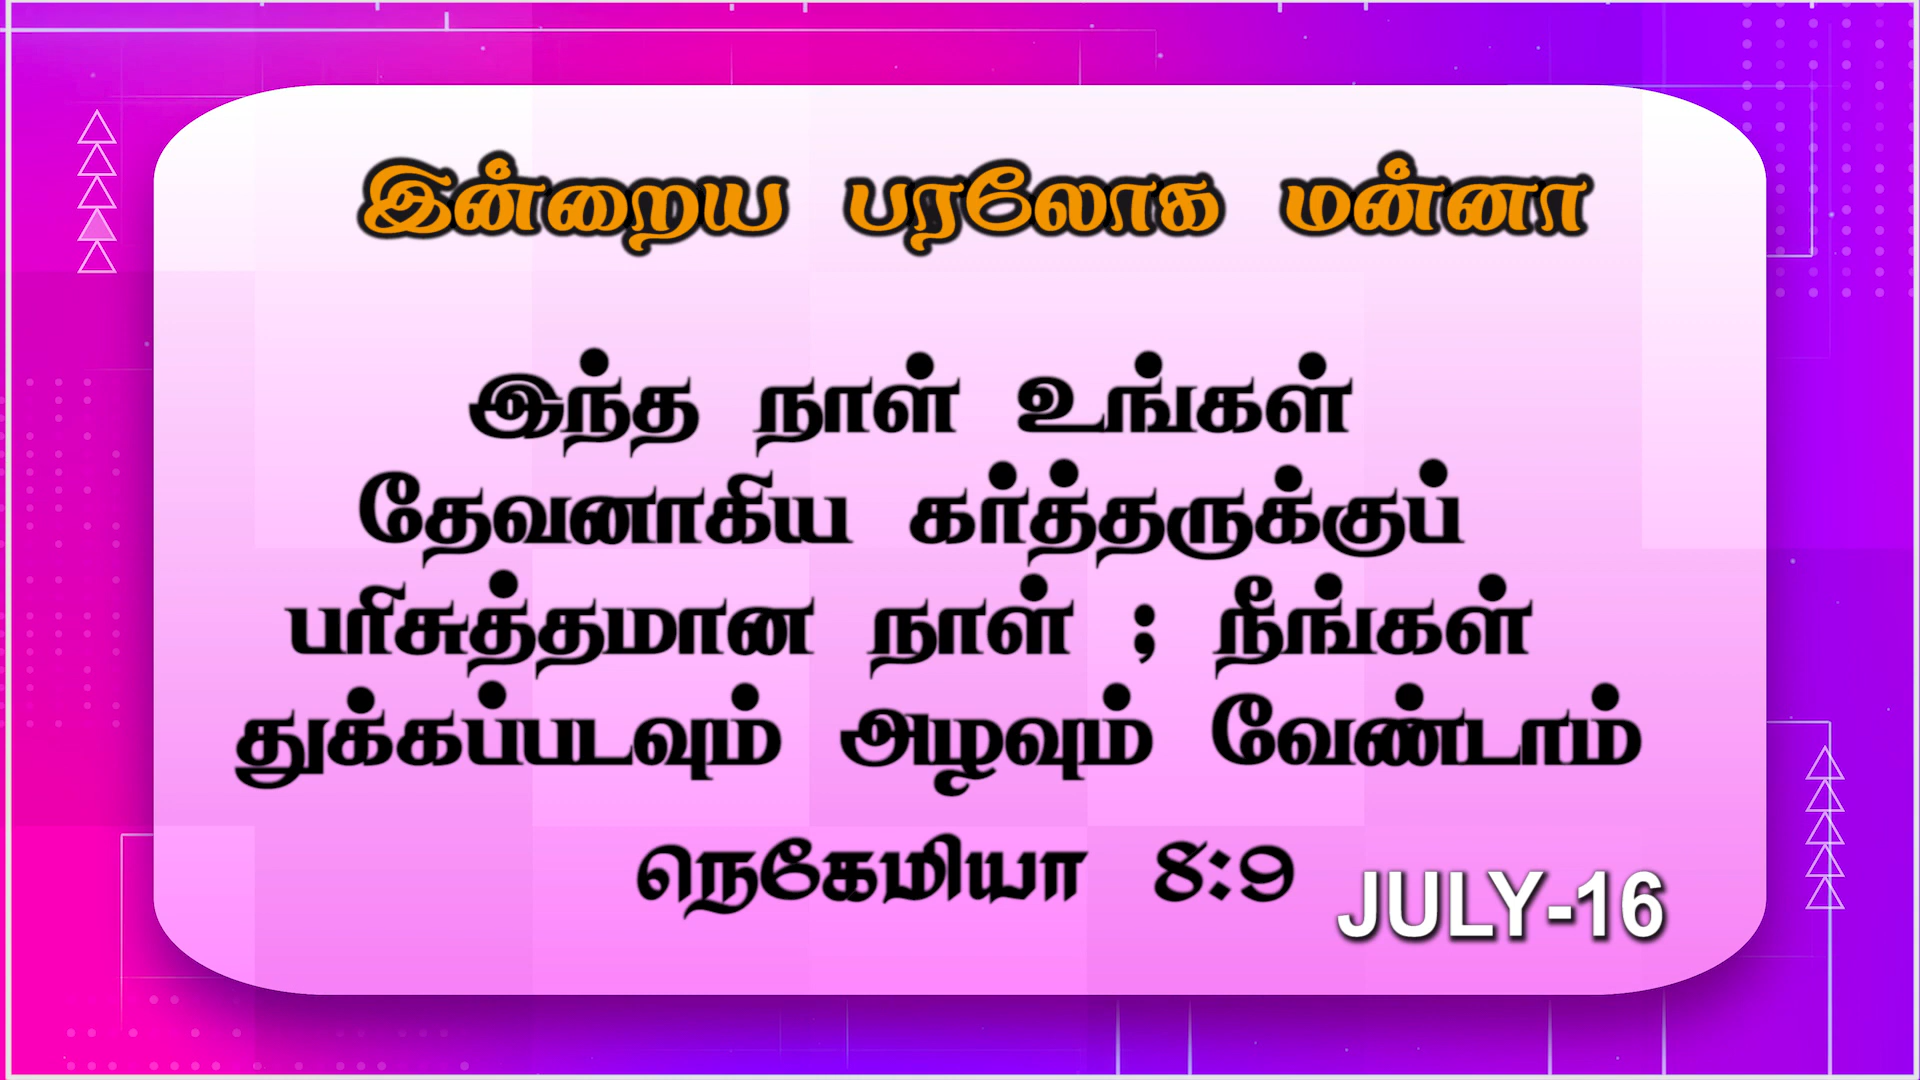 இன்றைய பரலோக மன்னா
இந்த நாள் உங்கள்
தேவனாகிய கர்த்தருக்குப்
பரிசுத்தமான நாள் ; நீங்கள்
துக்கப்படவும் அழவும் வேண்டாம்
நெகேமியா 8:9
JULY-16